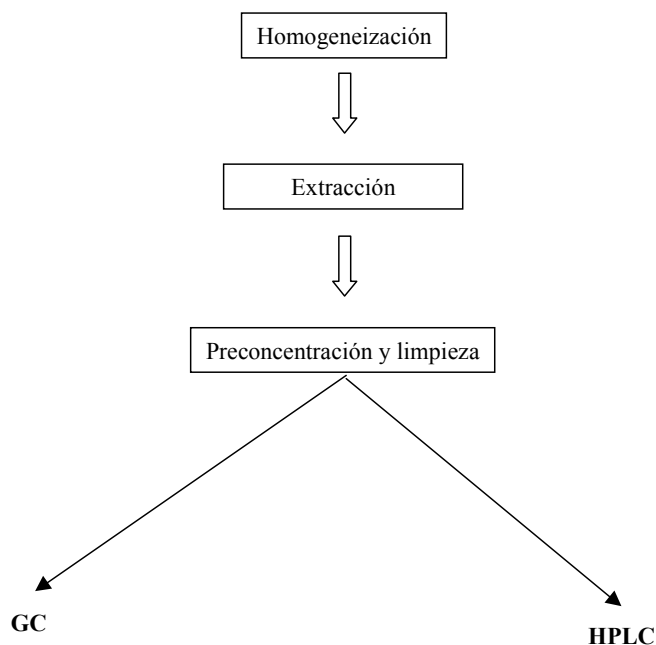 Homogeneización
Extracción
Preconcentración y limpieza
GC
HPLC